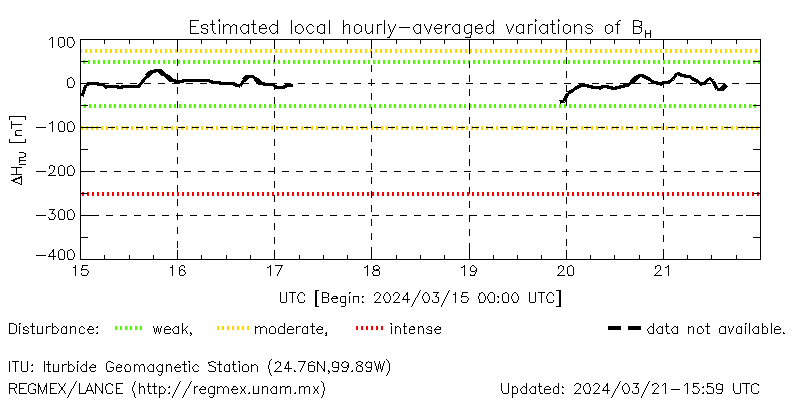 Estimated local hourly-averaged variations of BH
100
0
-100
-200
-300
-400
ΔHITU [nT]
15 16 17 18 19 20 21
UTC [Begin: 2024/03/15 00:00 UTC]
Disturbance: weak, moderate, intense data not available.
ITU: Iturbide Geomagnetic Station (24.76N,99.89W)
REGMEX/LANCE (http://regmex.unam.mx) Updated: 2024/03/21-15:59 UTC